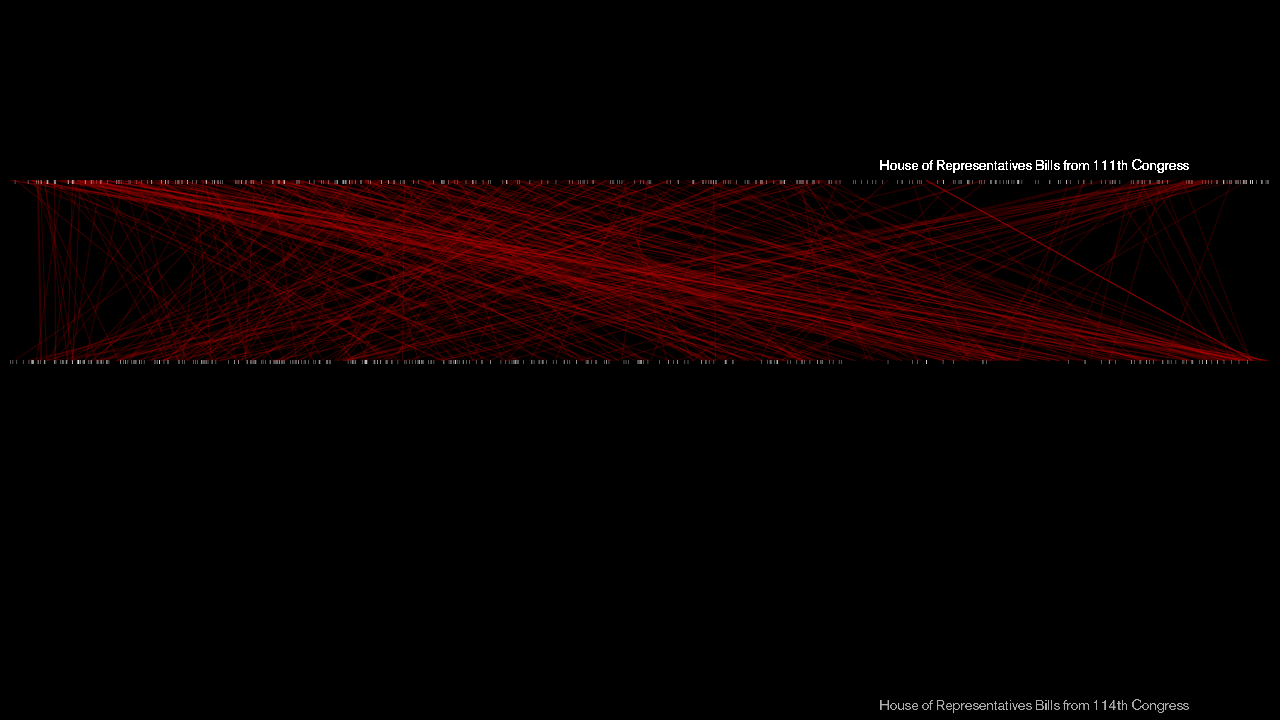 House of Representatives Bills from 111th Congress
House of Representatives Bills from 114th Congress